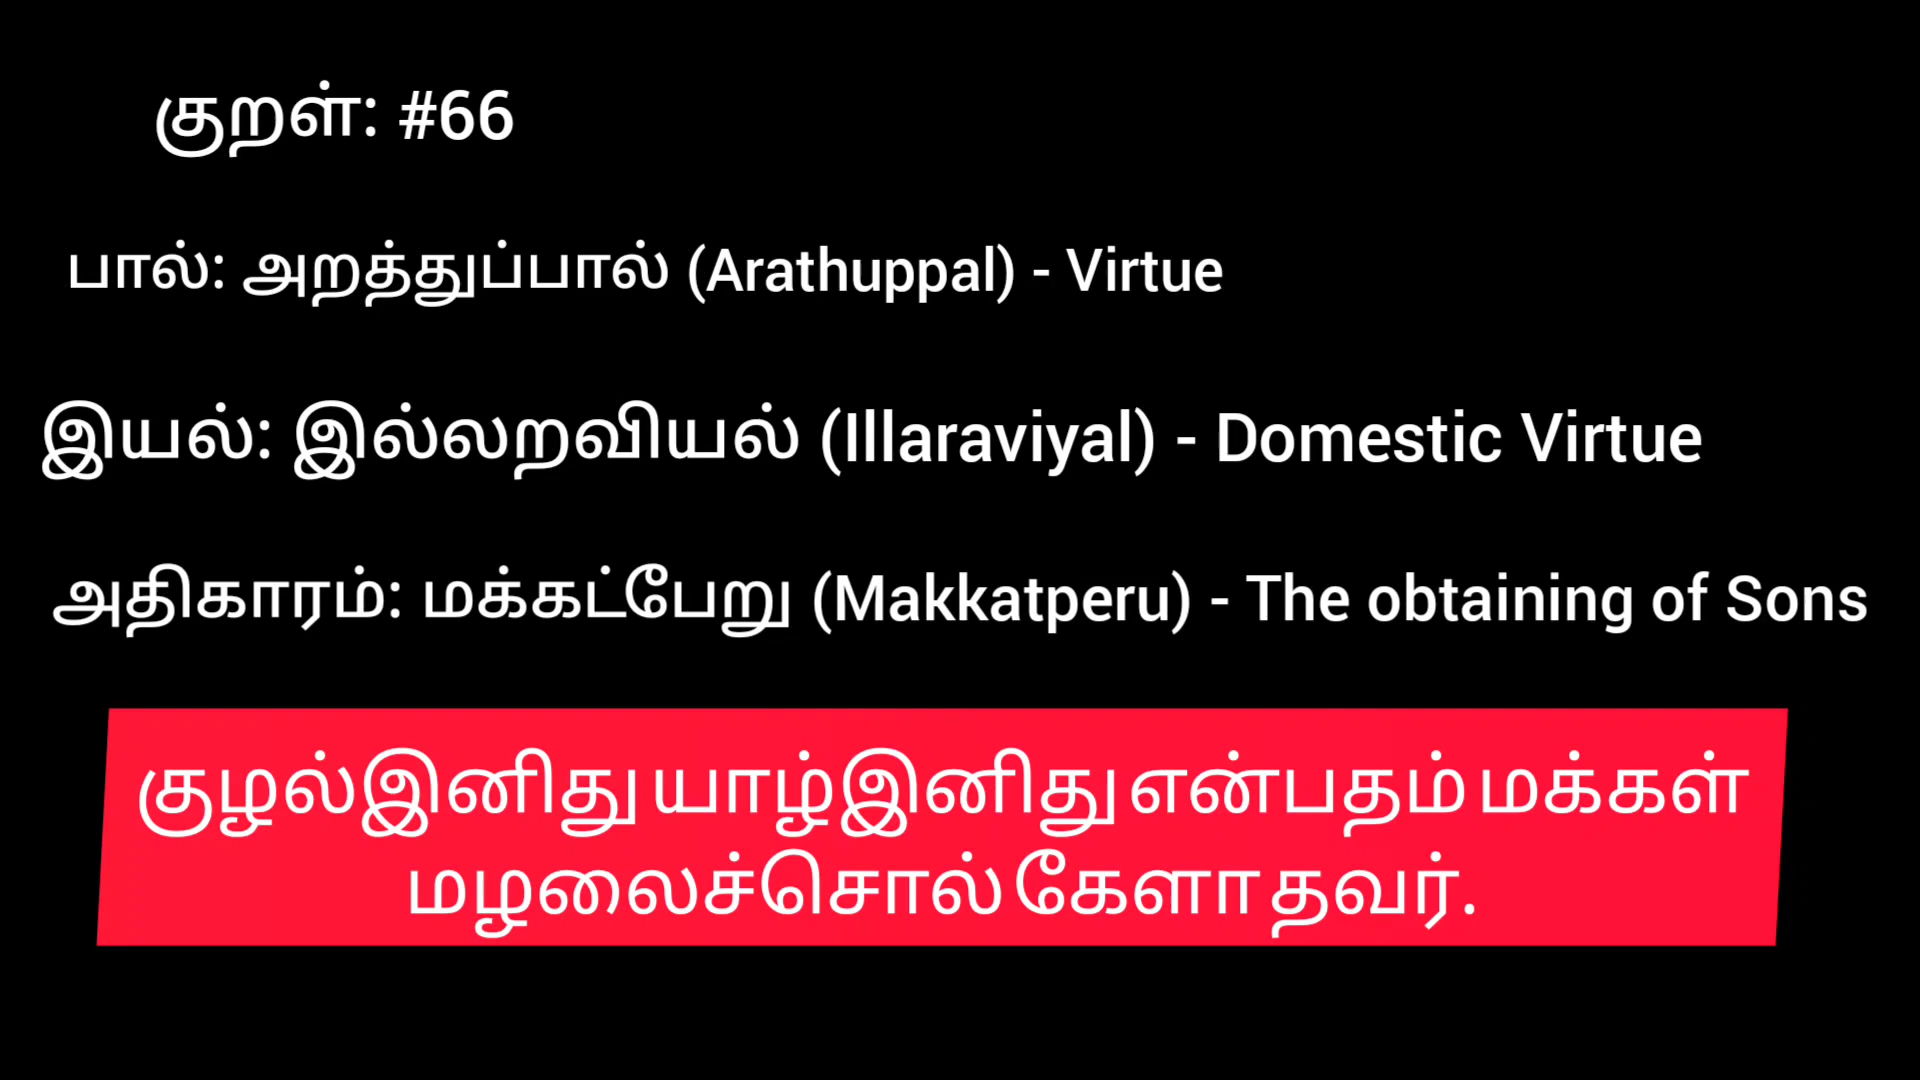 குறள்: #66
பால்: அறத்துப்பால் (Arathuppal) - Virtue
இயல்: இல்லறவியல் (Illaraviyal) - Domestic Virtue
அதிகாரம்: மக்கட்பேறு (Makkatperu) - The obtaining of Sons
குழல்இனிது யாழ்இனிது என்பதம் மக்கள்
மழலைச்சொல் கேளா தவர்.